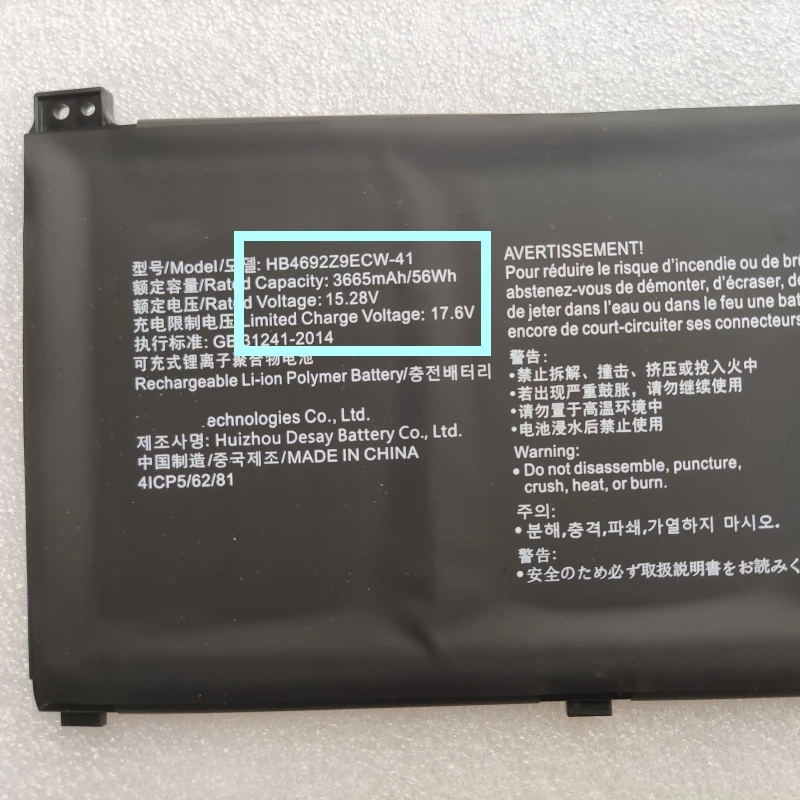 型号/Model/모델: HB4692Z9ECW-41
额定容量/Rated Capacity: 3665mAh/56Wh
额定电压/Rated Voltage: 15.28V
充电限制电压/Limited Charge Voltage: 17.6V
执行标准: GB 31241-2014
可充式锂离子聚合物电池
Rechargeable Li-ion Polymer Battery/충전배터리
echnologies Co., Ltd.
제조사명: Huizhou Desay Battery Co., Ltd.
中国制造/중국제조/MADE IN CHINA
4ICP5/62/81
AVERTISSEMENT!
Pour réduire le risque d'incendie ou de brû
abstenez-vous de démonter, d'écraser, de
de jeter dans l'eau ou dans le feu une bat
encore de court-circuiter ses connecteurs
警告:
•禁止拆解、撞击、挤压或投入火中
•若出现严重鼓胀，请勿继续使用
•请勿置于高温环境中
•电池浸水后禁止使用
Warning:
• Do not disassemble, puncture,
crush, heat, or burn.
주의:
• 분해,충격,파쇄,가열하지 마시오.
警告:
•安全のため必ず取扱説明書をお読みく